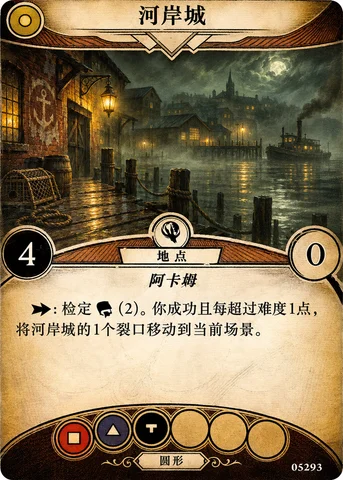 河岸城
4
地点
0
阿卡姆
：检定 (2)。你成功且每超过难度1点，
将河岸城的1个裂口移动到当前场景。
T
圆形
05293